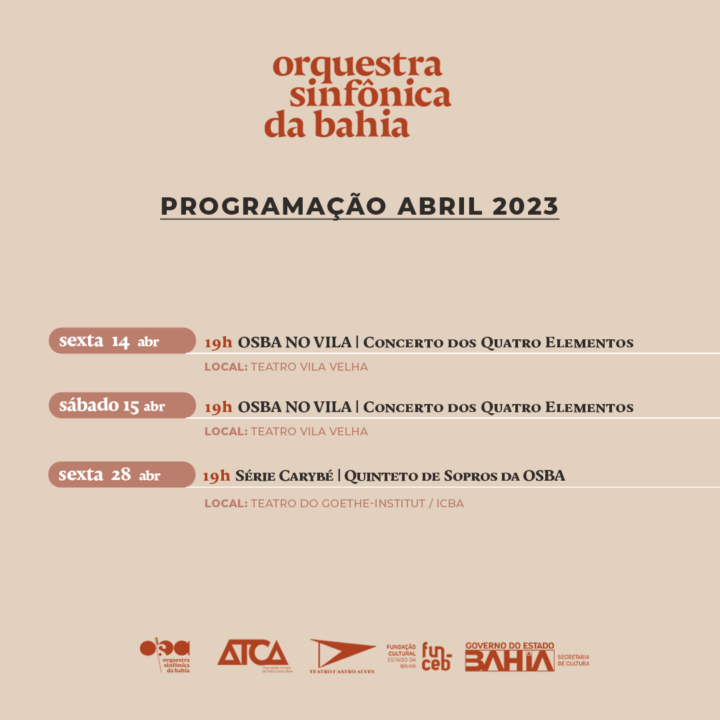 orquestra
sinfônica
da bahia
PROGRAMAÇÃO ABRIL 2023
sexta 14 abr 19h OSBA NO VILA | Concerto dos Quatro Elementos
LOCAL: TEATRO VILA VELHA
sábado 15 abr 19h OSBA NO VILA | Concerto dos Quatro Elementos
LOCAL: TEATRO VILA VELHA
sexta 28 abr 19h Série Carybé | Quinteto de Sopros da OSBA
LOCAL: TEATRO DO GOETHE-INSTITUT / ICBA
osba
orquestra
sinfônica
da bahia
ATCA
TEATRO CASTRO ALVES
FUNDAÇÃO
CULTURAL
ESTADO DA
BAHIA
fun_
ceb
GOVERNO DO ESTADO
BAHIA
SECRETARIA
DE CULTURA